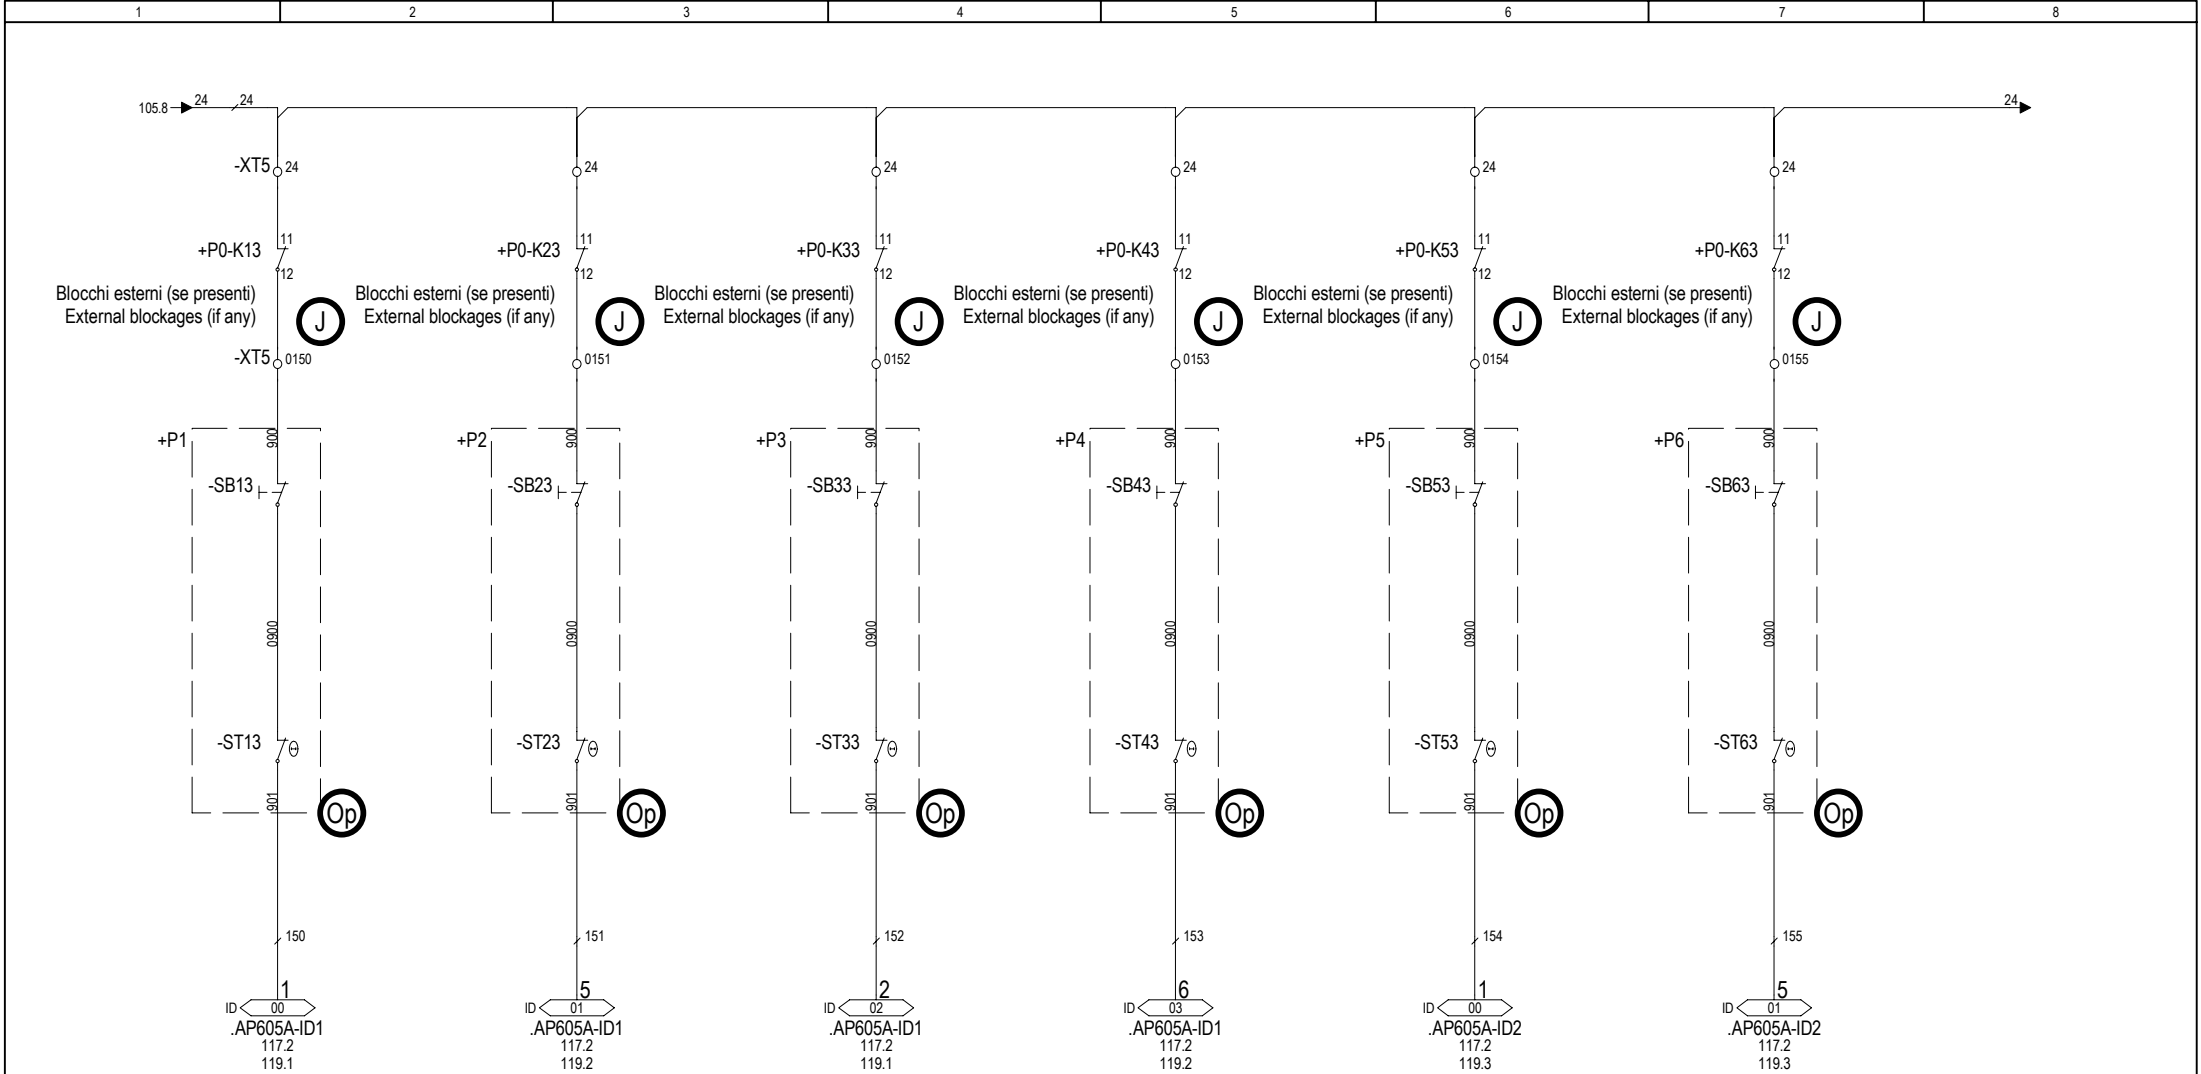 1 2 3 4 5 6 7 8
105.8 24 24 24
-XT5 24 24 24 24 24 24
+P0-K13 11 +P0-K23 11 +P0-K33 11 +P0-K43 11 +P0-K53 11 +P0-K63 11
12 12 12 12 12 12
Blocchi esterni (se presenti) Blocchi esterni (se presenti) Blocchi esterni (se presenti) Blocchi esterni (se presenti) Blocchi esterni (se presenti) Blocchi esterni (se presenti)
External blockages (if any) J External blockages (if any) J External blockages (if any) J External blockages (if any) J External blockages (if any) J External blockages (if any) J
-XT5 0150 0151 0152 0153 0154 0155
+P1 900 +P2 900 +P3 900 +P4 900 +P5 900 +P6 900
-SB13 -SB23 -SB33 -SB43 -SB53 -SB63
0900 0900 0900 0900 0900 0900
-ST13 -ST23 -ST33 -ST43 -ST53 -ST63
901 Op 901 Op 901 Op 901 Op 901 Op 901 Op
150 151 152 153 154 155
1 5 2 6 1 5
ID 00 ID 01 ID 02 ID 03 ID 00 ID 01
.AP605A-ID1 .AP605A-ID1 .AP605A-ID1 .AP605A-ID1 .AP605A-ID2 .AP605A-ID2
117.2 117.2 117.2 117.2 117.2 117.2
119.1 119.2 119.1 119.2 119.3 119.3